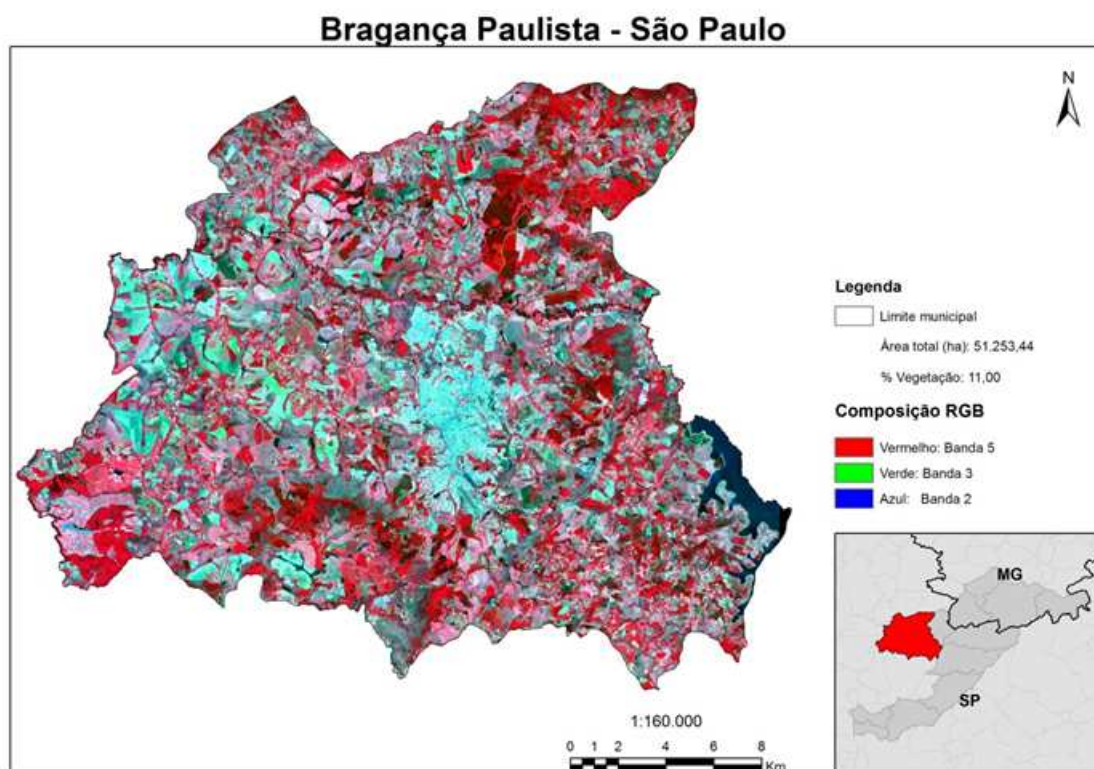 Bragança Paulista - São Paulo
N
Legenda
Limite municipal
Área total (ha): 51.253,44
% Vegetação: 11,00
Composição RGB
Vermelho: Banda 5
Verde: Banda 3
Azul: Banda 2
MG
SP
1:160.000
0 1 2 4 6 8
Km